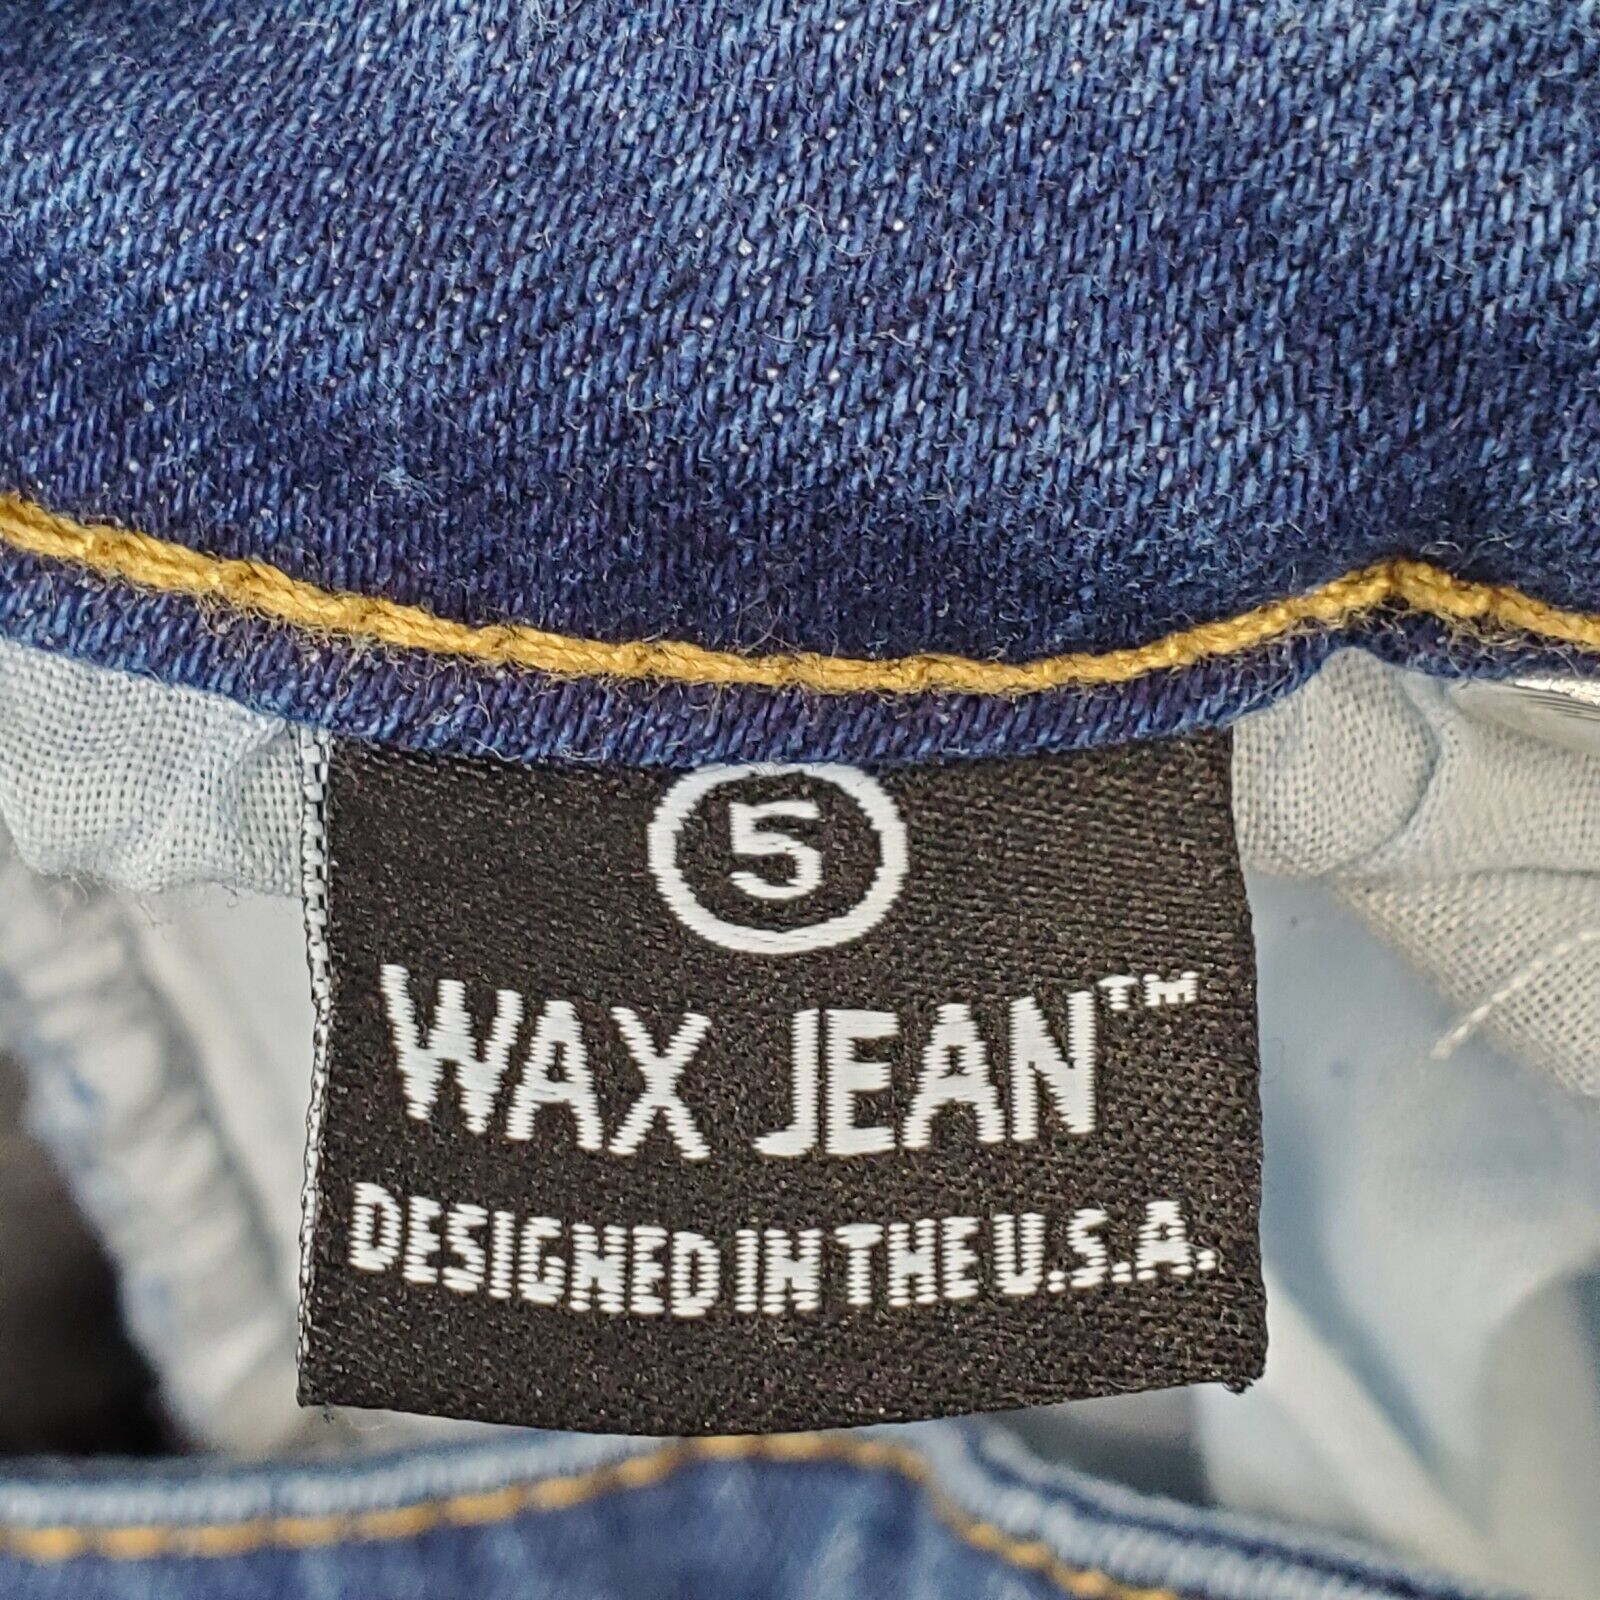 5
WAX JEAN™
DESIGNED IN THE U.S.A.